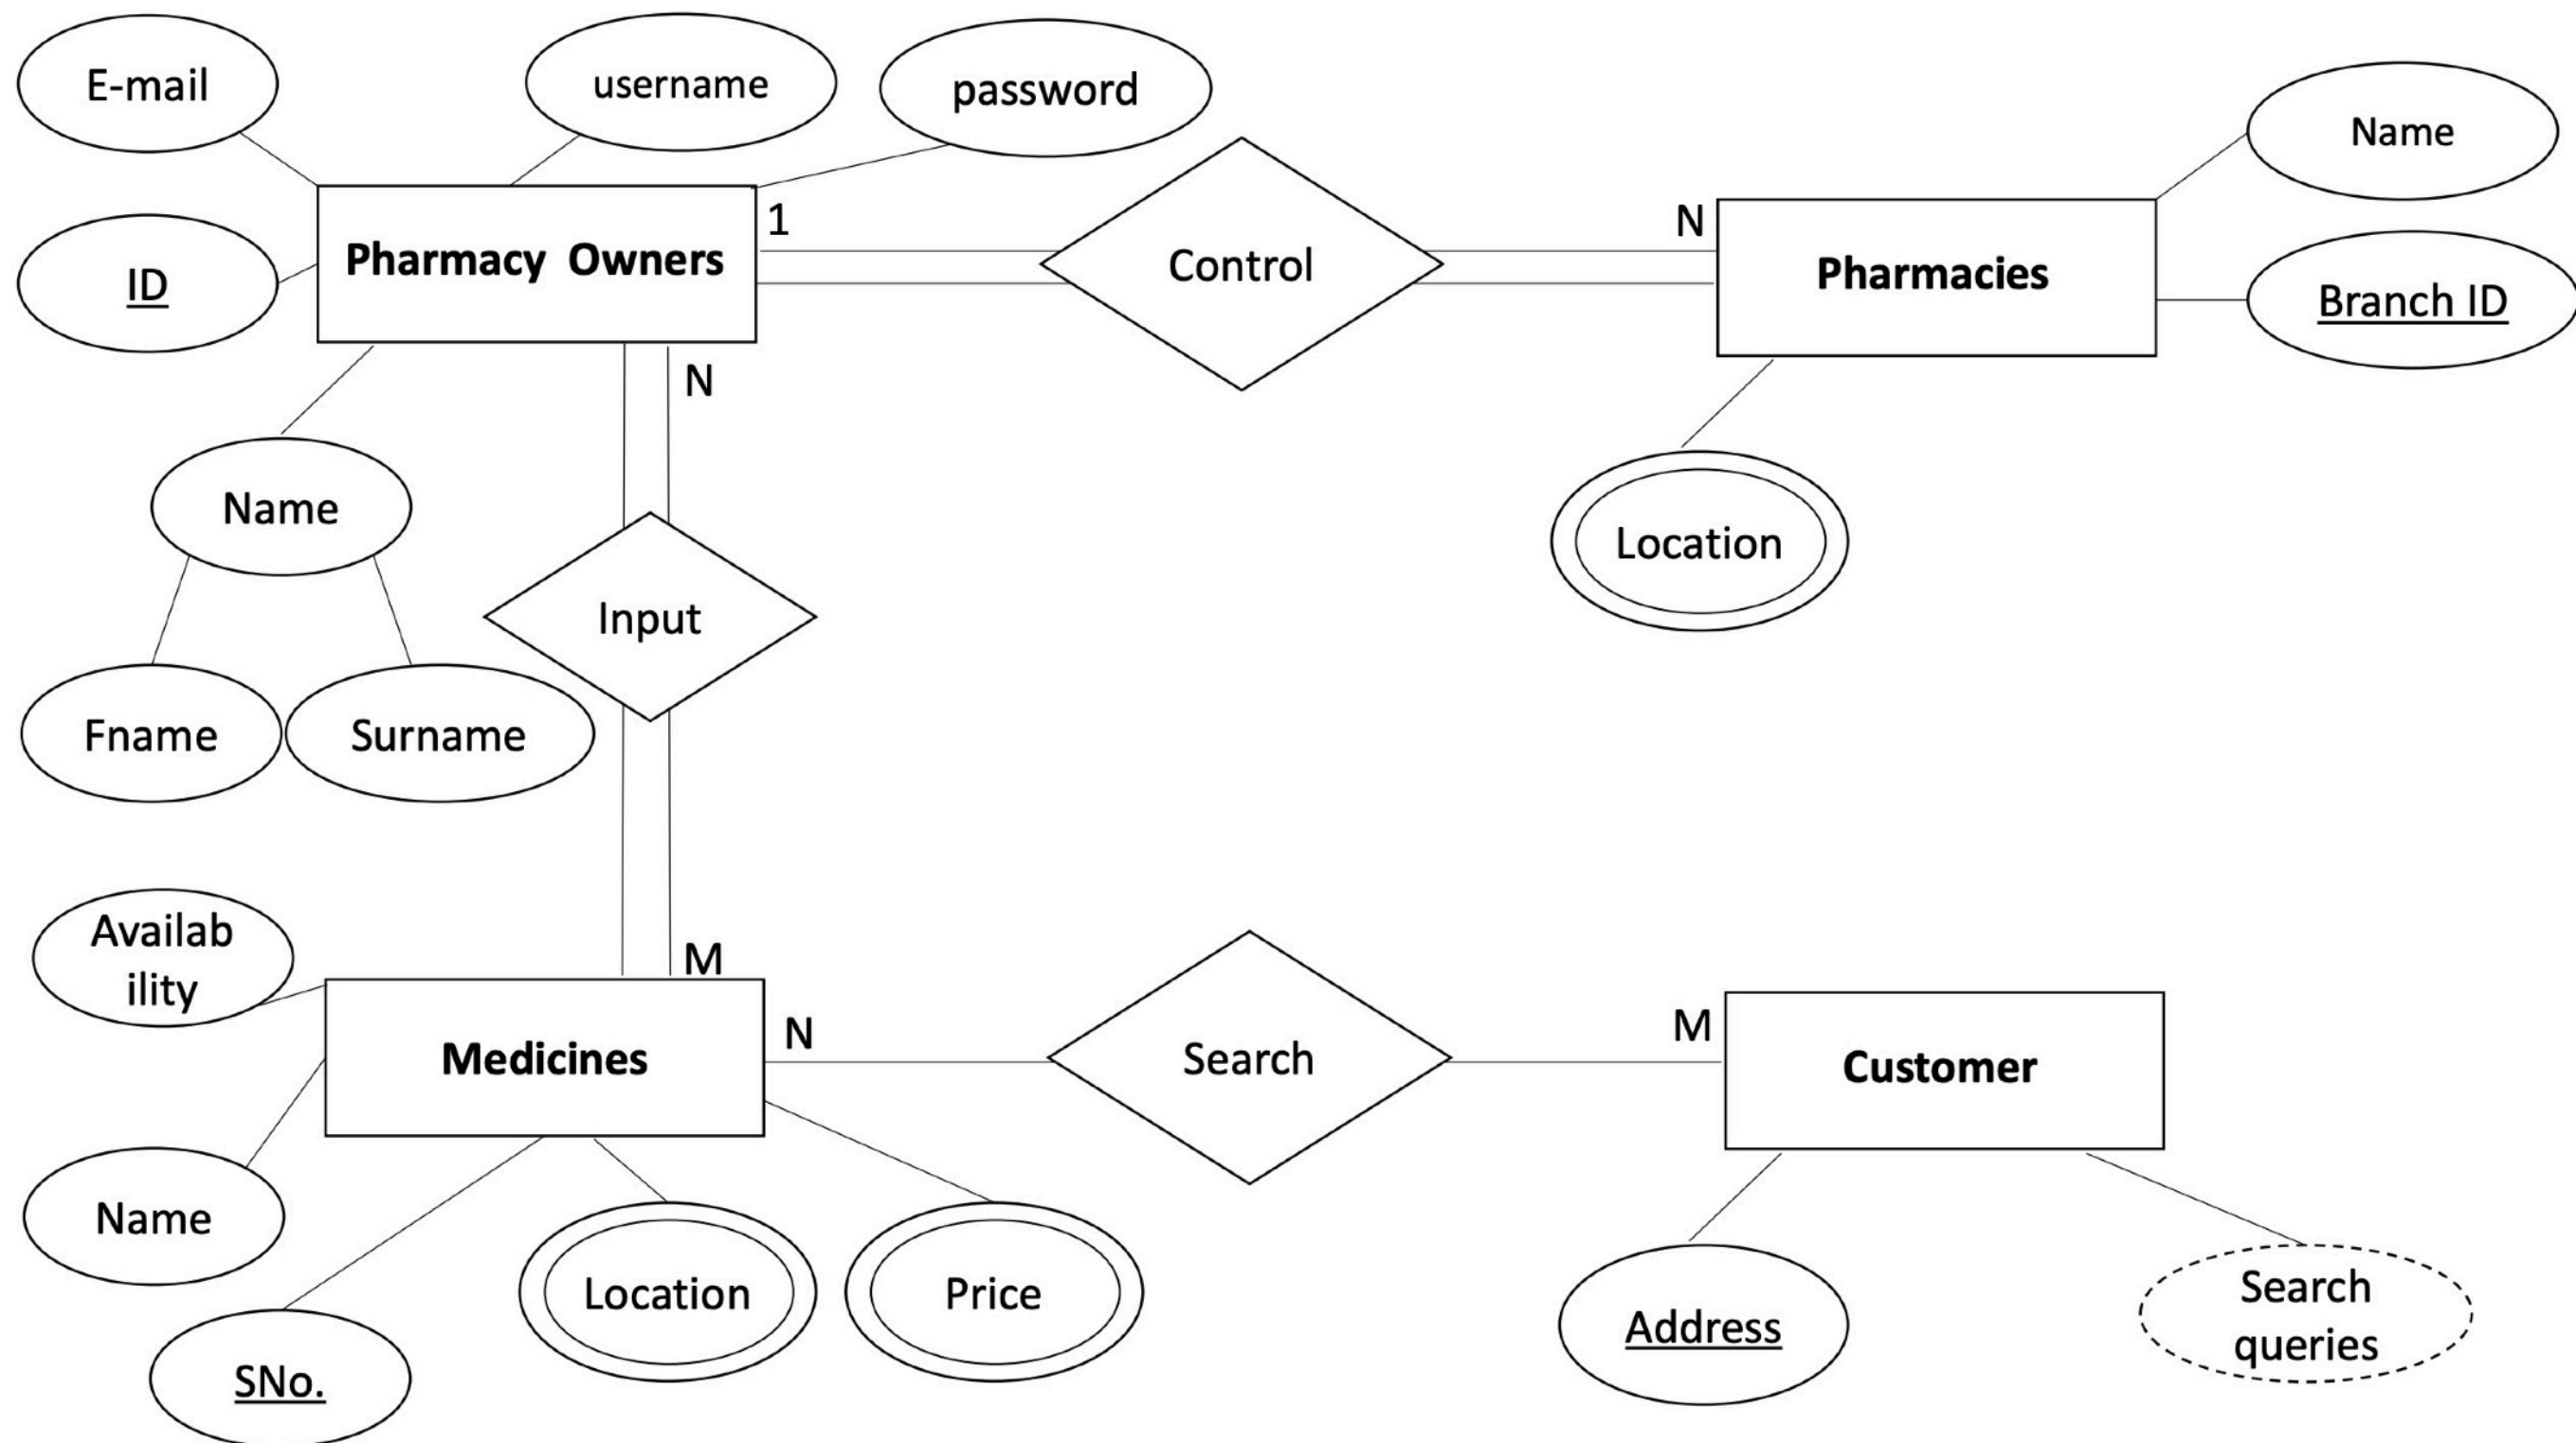 E-mail
username
password
Name
1
N
Pharmacy Owners
Control
Pharmacies
ID
Branch ID
N
Name
Location
Input
Fname
Surname
Availab
ility
M
N
M
Medicines
Search
Customer
Name
Location
Price
Search
queries
Address
SNo.